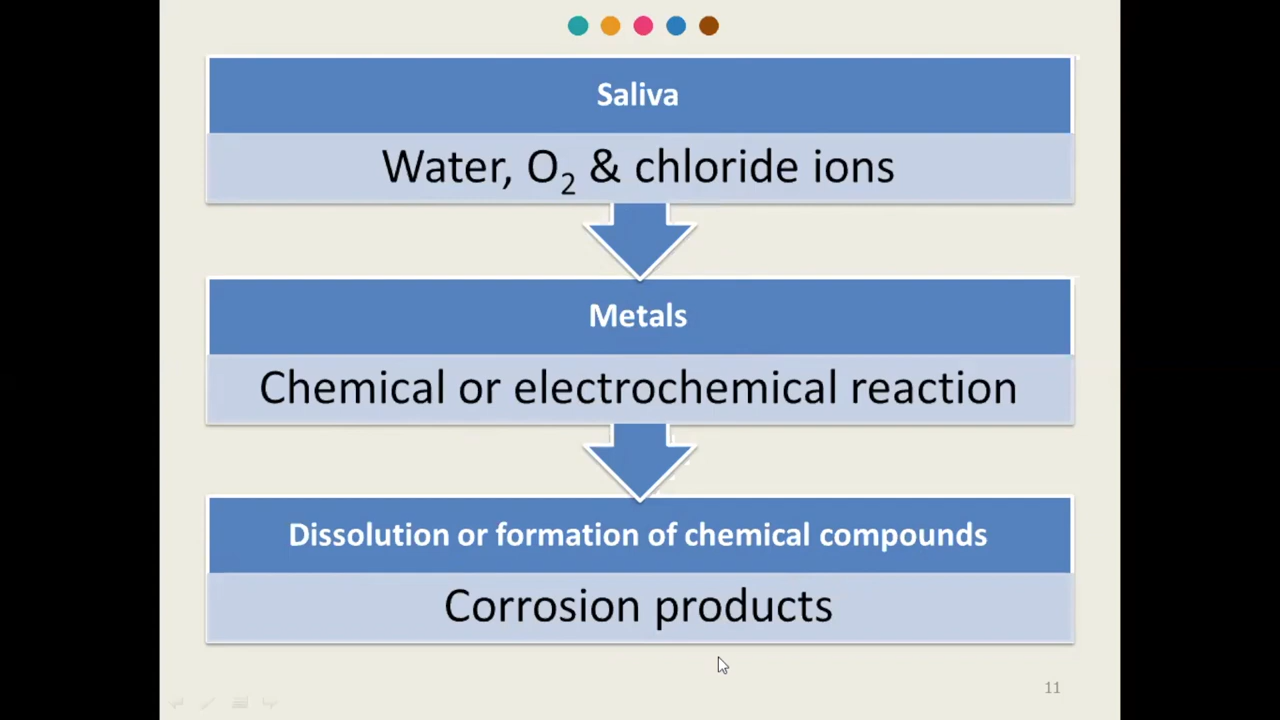 Saliva
Water, O₂ & chloride ions
Metals
Chemical or electrochemical reaction
Dissolution or formation of chemical compounds
Corrosion products
11